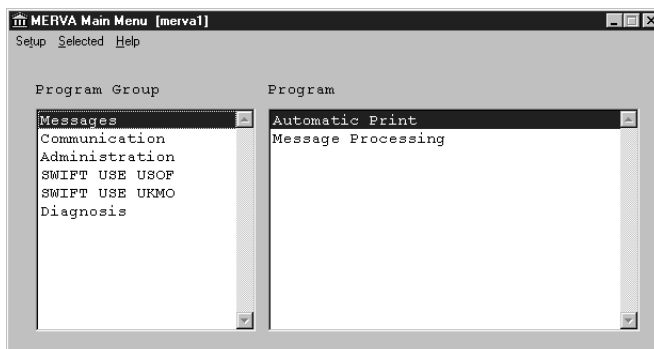 MERVA Main Menu [merva1]
Setup Selected Help
Program Group Program
Messages
Communication
Administration
SWIFT USE USOF
SWIFT USE UKMO
Diagnosis
Automatic Print
Message Processing